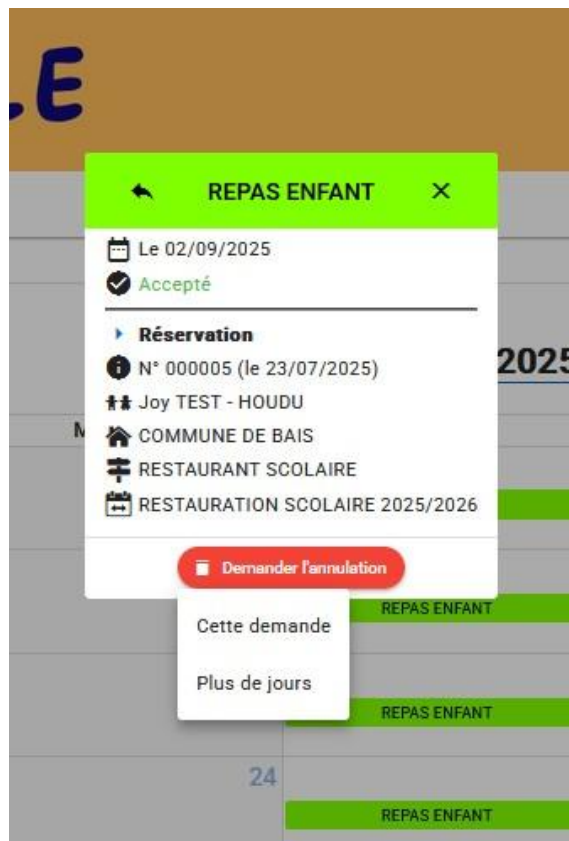 LE
REPAS ENFANT
Le 02/09/2025
Accepté
Réservation
N° 000005 (le 23/07/2025)
2025
Joy TEST - HOUDU
M
COMMUNE DE BAIS
RESTAURANT SCOLAIRE
RESTAURATION SCOLAIRE 2025/2026
Demander l'annulation
Cette demande
REPAS ENFANT
Plus de jours
REPAS ENFANT
24
REPAS ENFANT